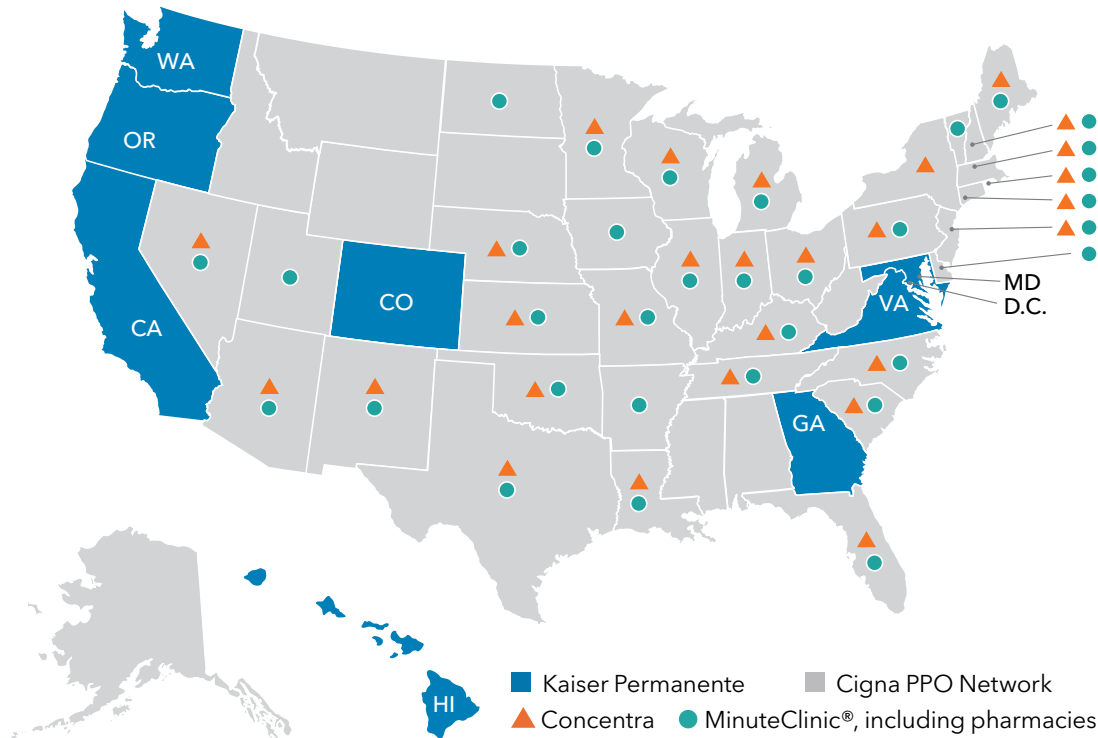 WA
OR
CA
CO
MD
D.C.
VA
GA
HI
Kaiser Permanente
Cigna PPO Network
Concentra
MinuteClinic®, including pharmacies